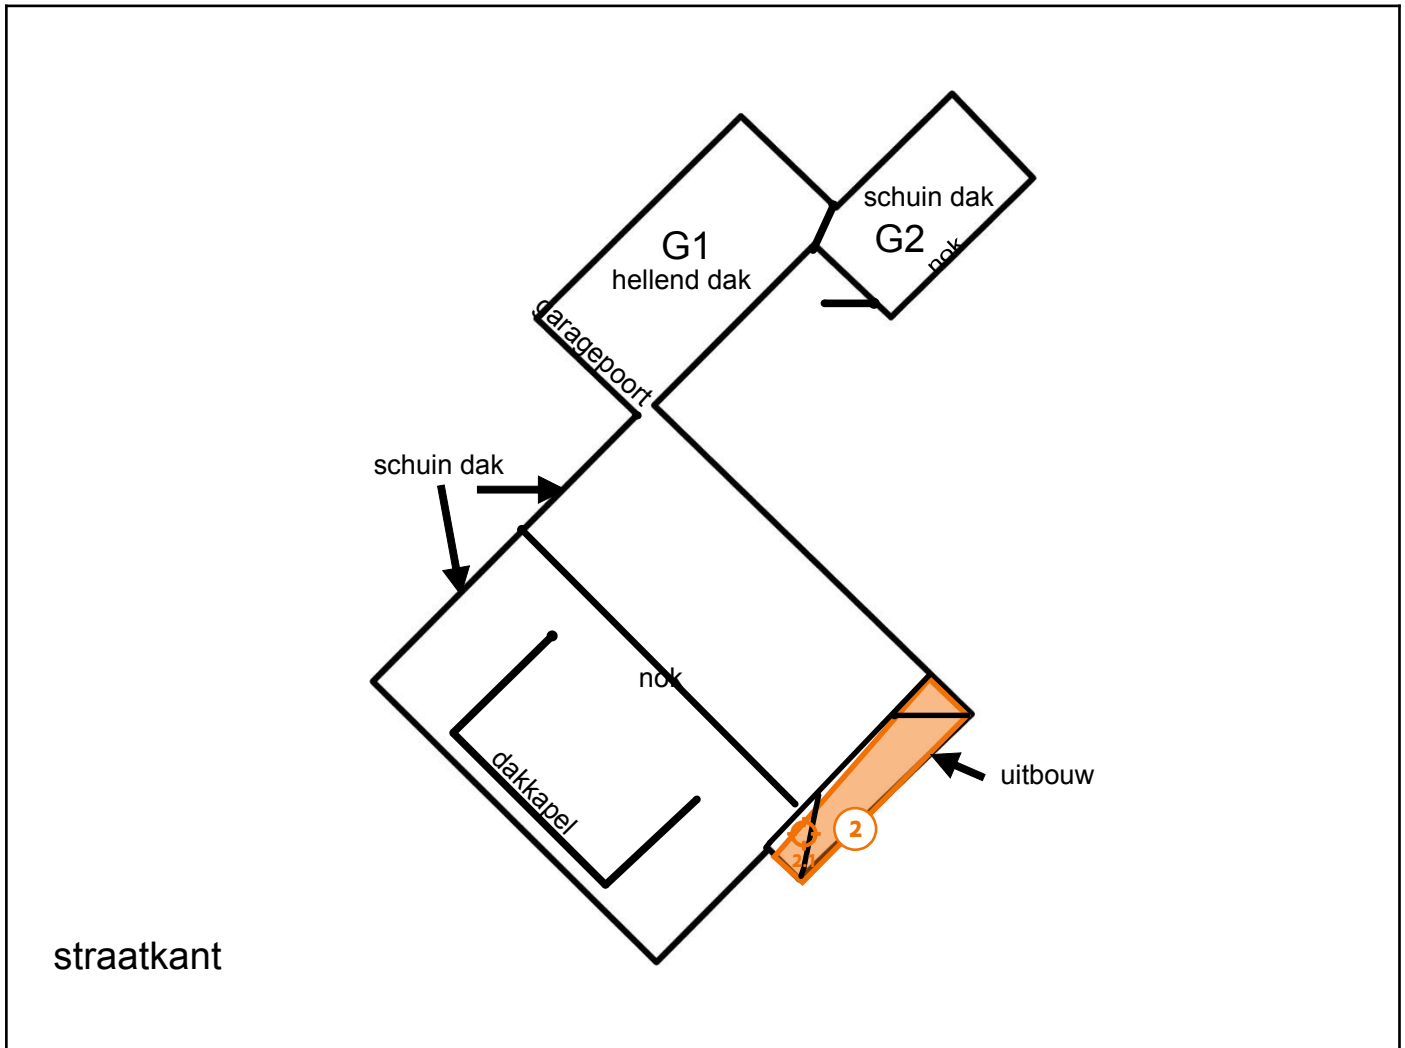 schuin dak
G1
G2
nok
hellend dak
garagepoort
schuin dak
nok
dakkapel
uitbouw
2
straatkant